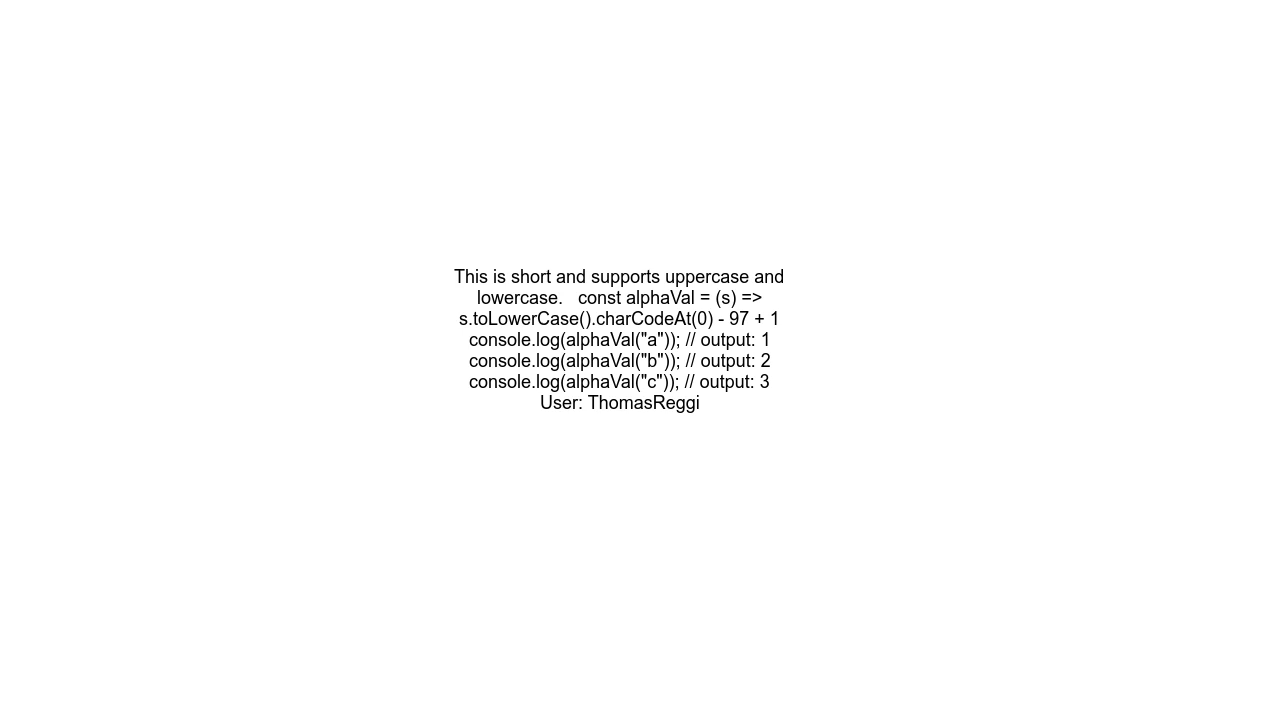 This is short and supports uppercase and
lowercase.   const alphaVal = (s) =>
s.toLowerCase().charCodeAt(0) - 97 + 1
console.log(alphaVal("a")); // output: 1
console.log(alphaVal("b")); // output: 2
console.log(alphaVal("c")); // output: 3
User: ThomasReggi